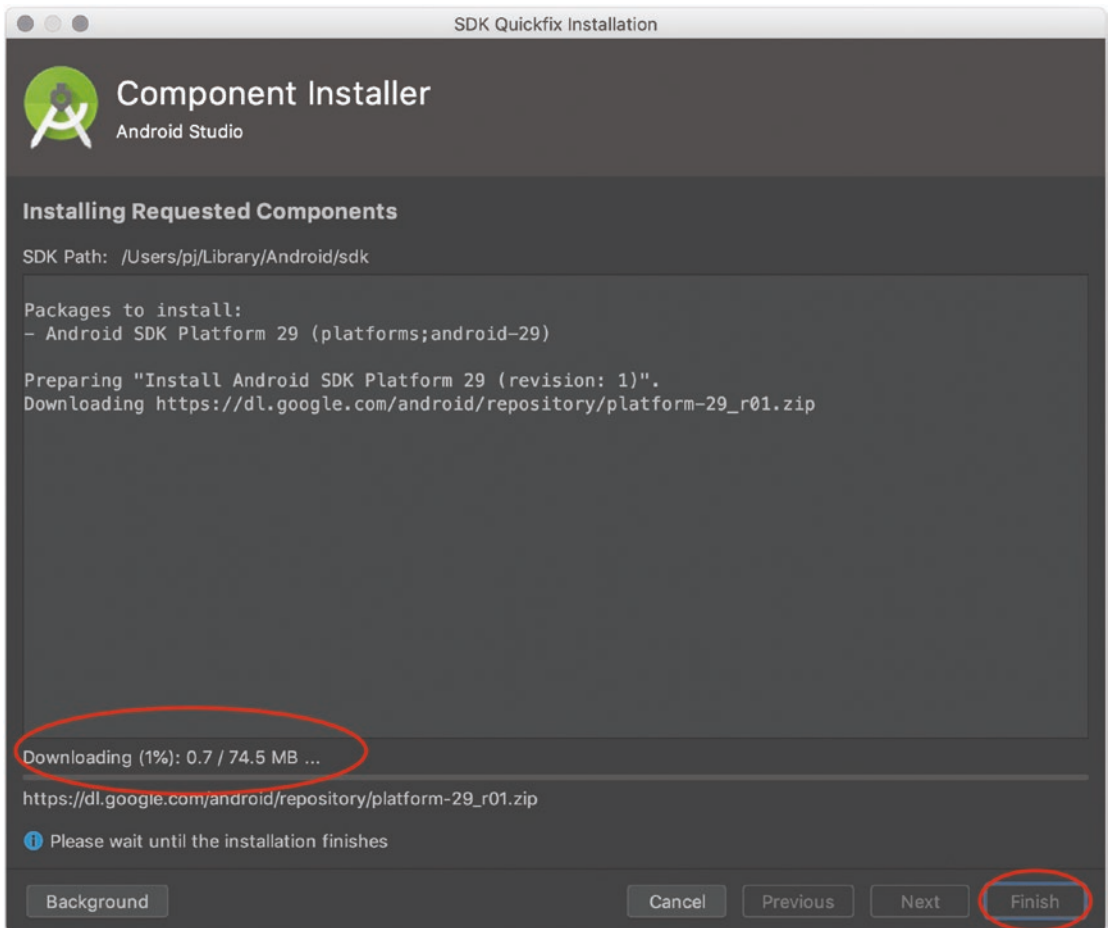 SDK Quickfix Installation
Component Installer
Android Studio
Installing Requested Components
SDK Path: /Users/pj/Library/Android/sdk
Packages to install:
- Android SDK Platform 29 (platforms;android-29)
Preparing "Install Android SDK Platform 29 (revision: 1)".
Downloading https://dl.google.com/android/repository/platform-29_r01.zip
Downloading (1%): 0.7 / 74.5 MB ...
https://dl.google.com/android/repository/platform-29_r01.zip
Please wait until the installation finishes
Background Cancel Previous Next Finish